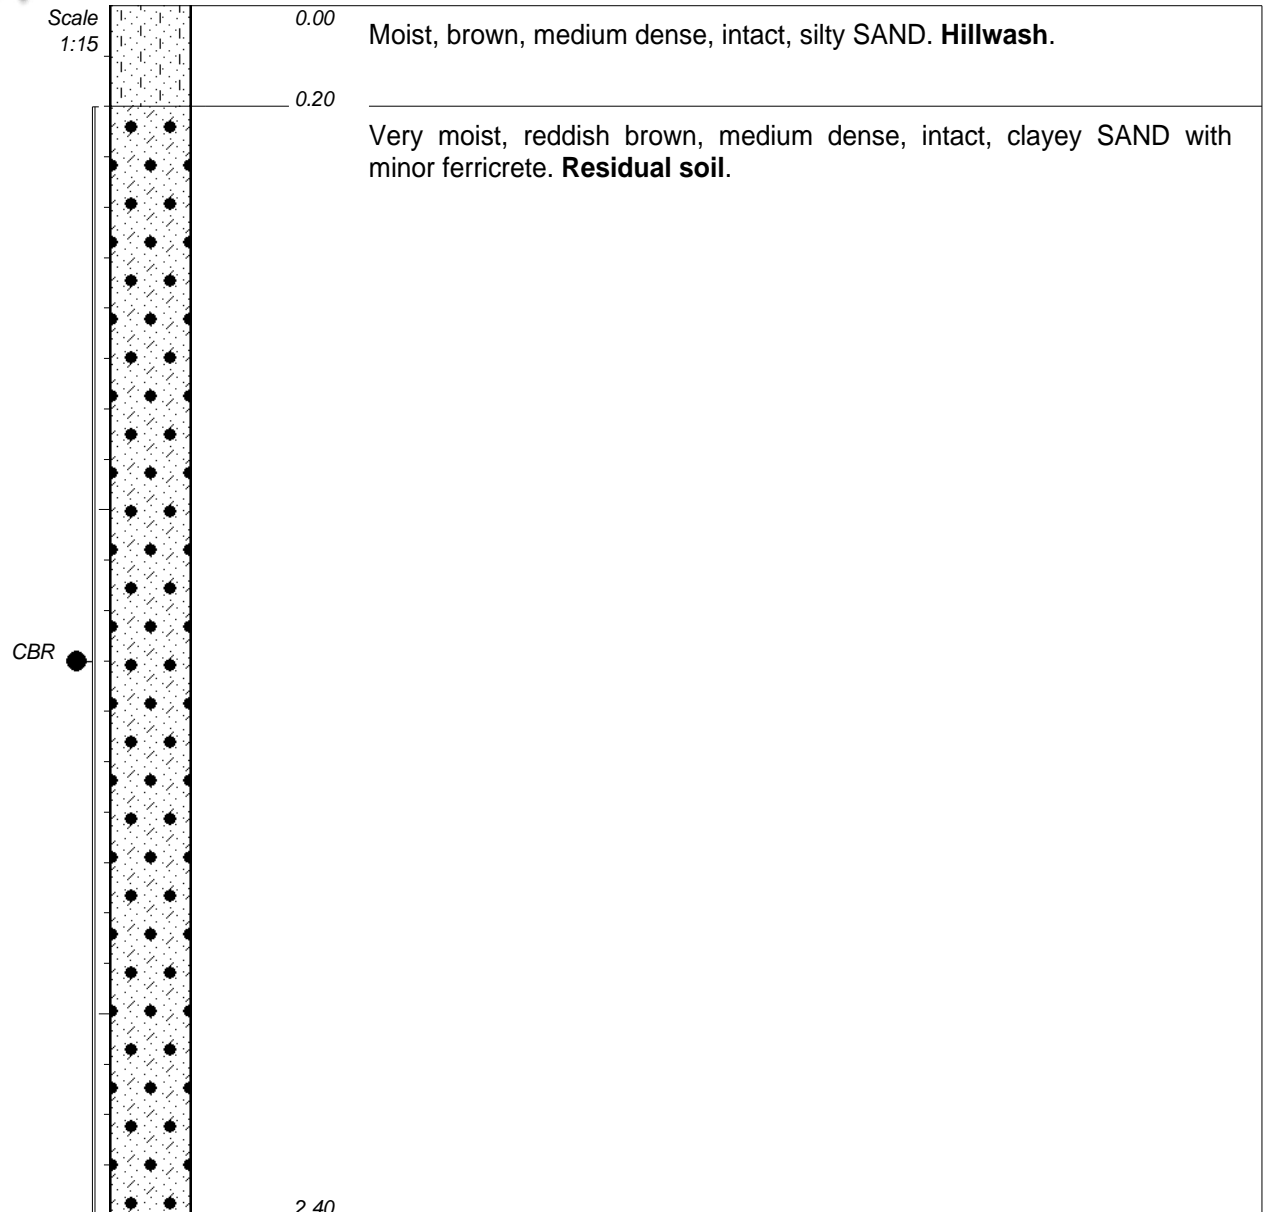 Scale
1:15
0.00
Moist, brown, medium dense, intact, silty SAND. Hillwash.
0.20
Very moist, reddish brown, medium dense, intact, clayey SAND with
minor ferricrete. Residual soil.
CBR
2.40